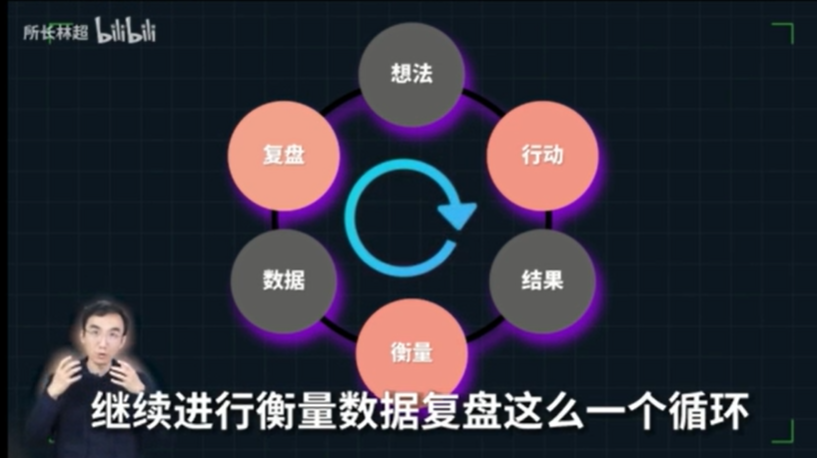 所长林超 bilibili
想法
复盘
行动
数据
结果
衡量
继续进行衡量数据复盘这么一个循环